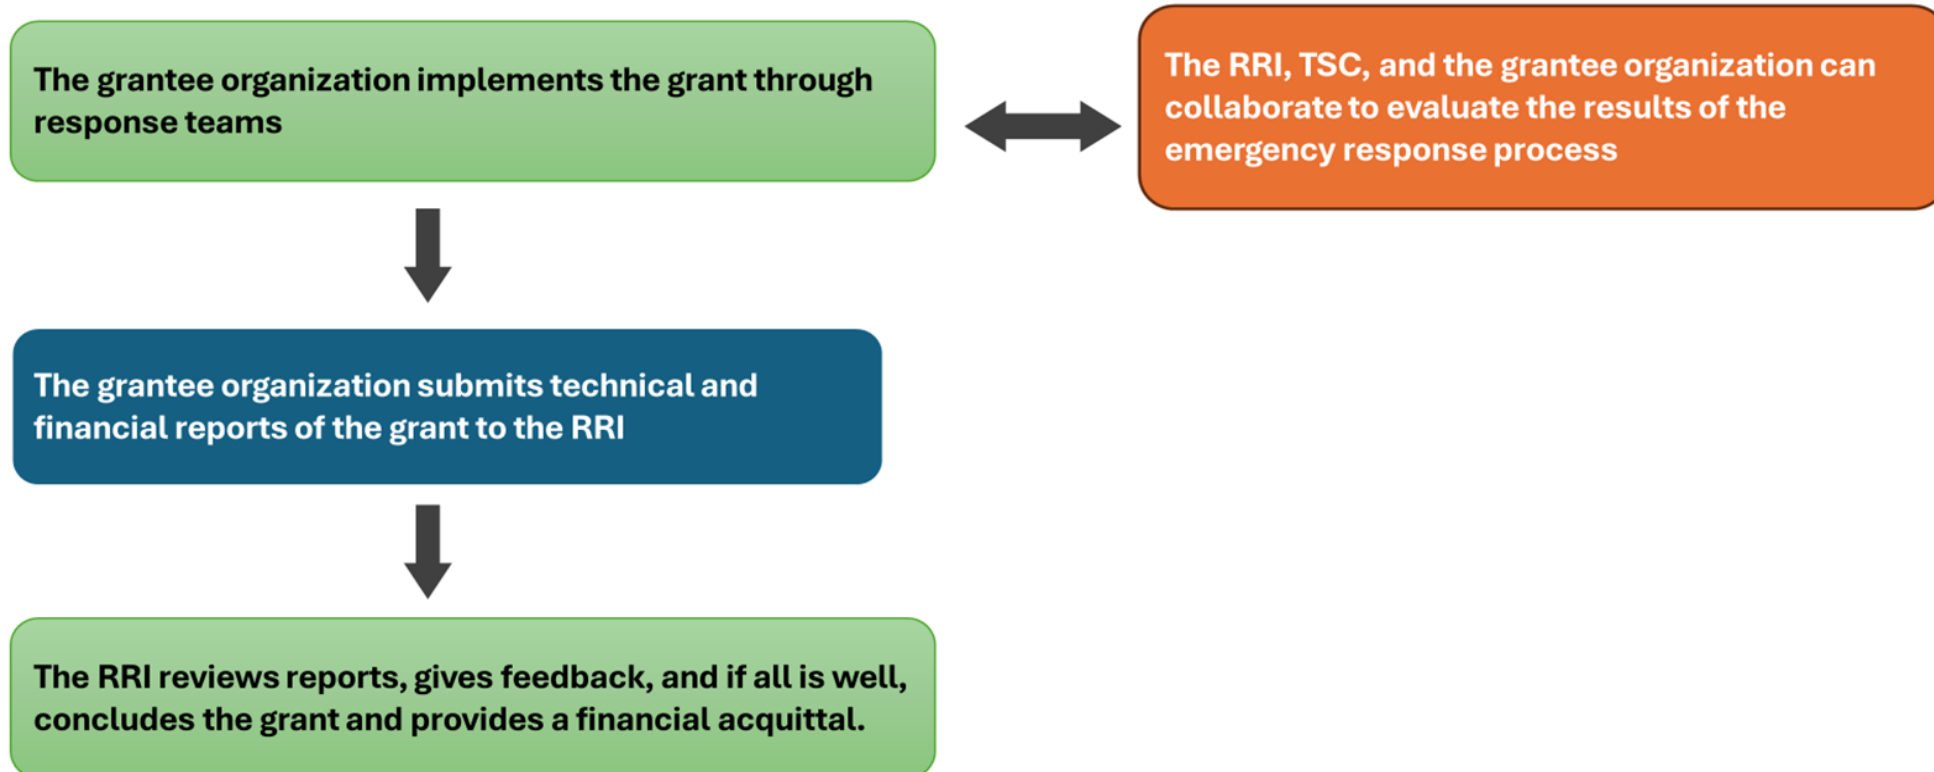 The grantee organization implements the grant through
response teams
The RRI, TSC, and the grantee organization can
collaborate to evaluate the results of the
emergency response process
The grantee organization submits technical and
financial reports of the grant to the RRI
The RRI reviews reports, gives feedback, and if all is well,
concludes the grant and provides a financial acquittal.